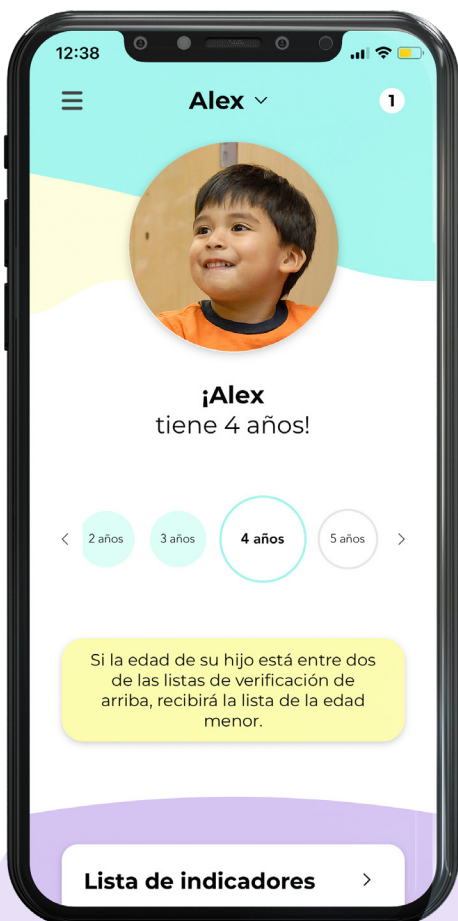 12:38
Alex
1
¡Alex
tiene 4 años!
2 años 3 años 4 años 5 años
Si la edad de su hijo está entre dos
de las listas de verificación de
arriba, recibirá la lista de la edad
menor.
Lista de indicadores